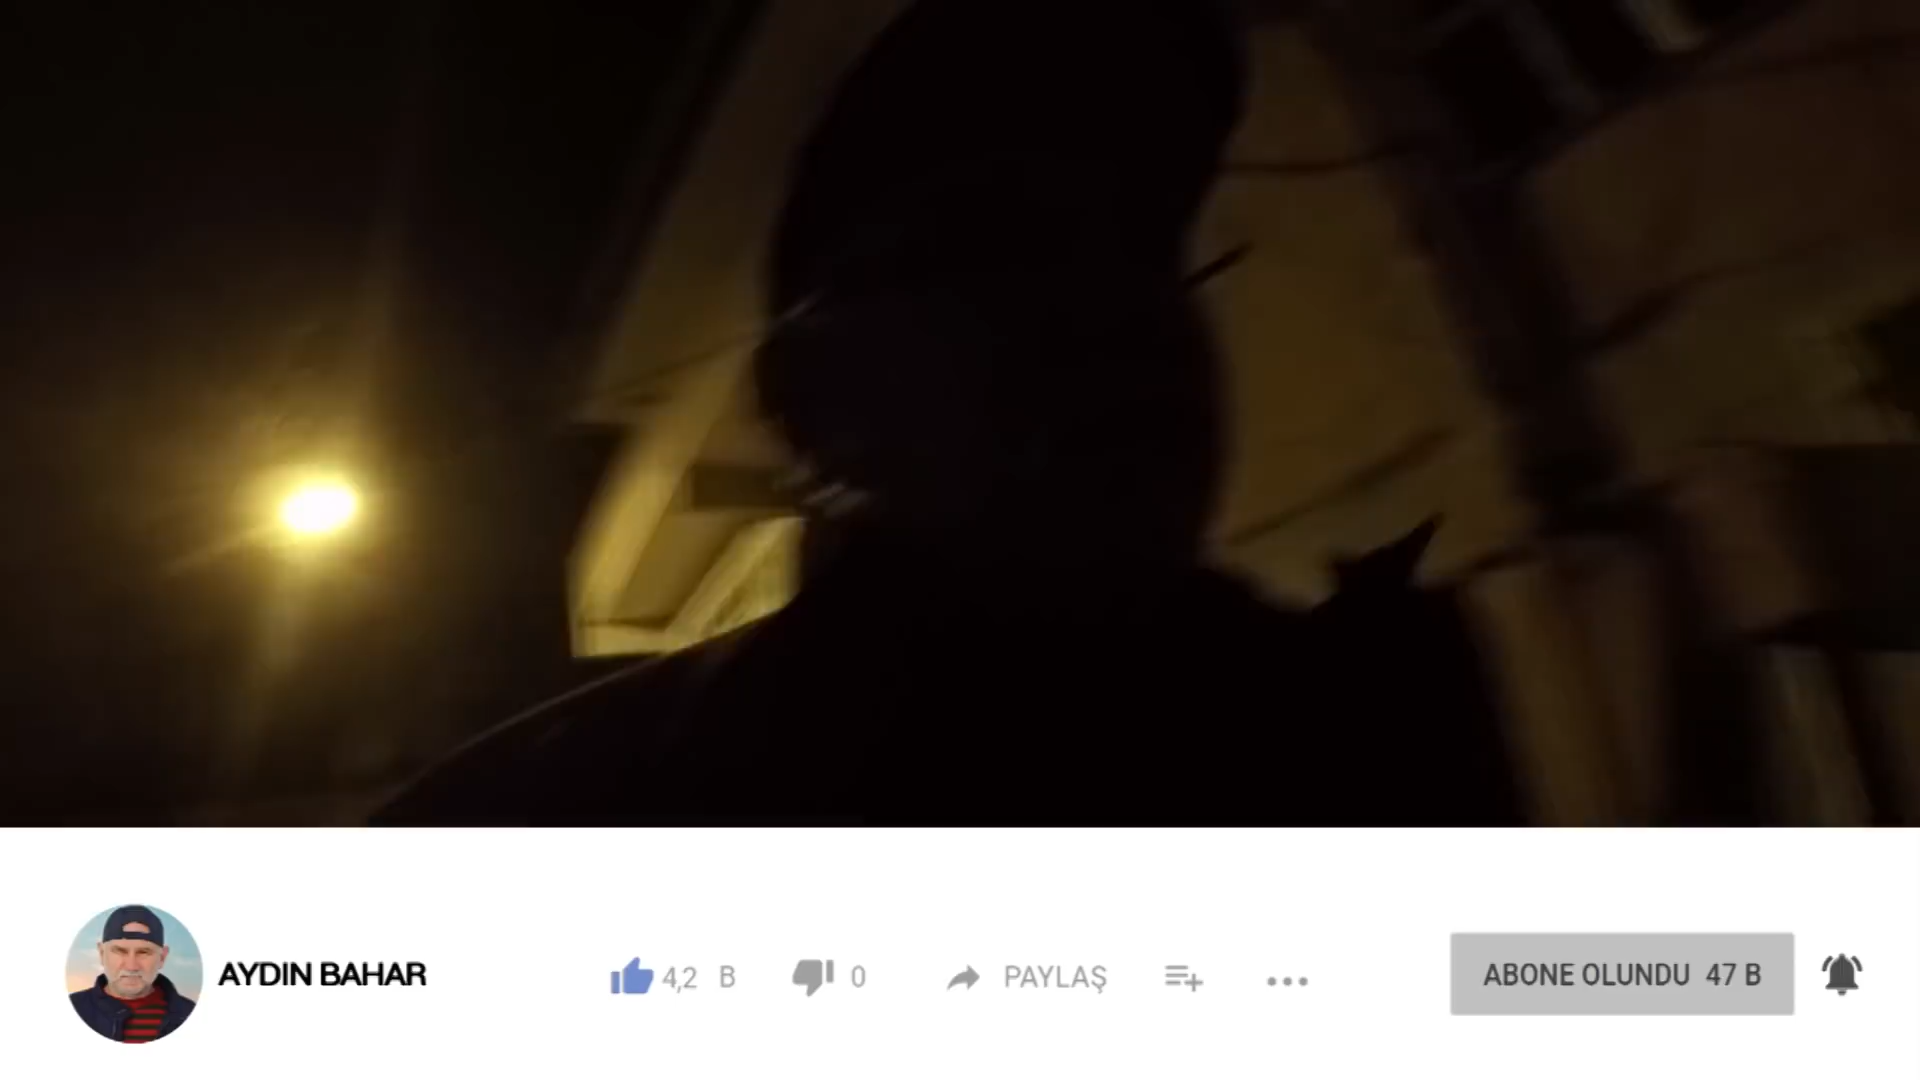 AYDIN BAHAR
4,2 B
0
PAYLAŞ
ABONE OLUNDU 47 B